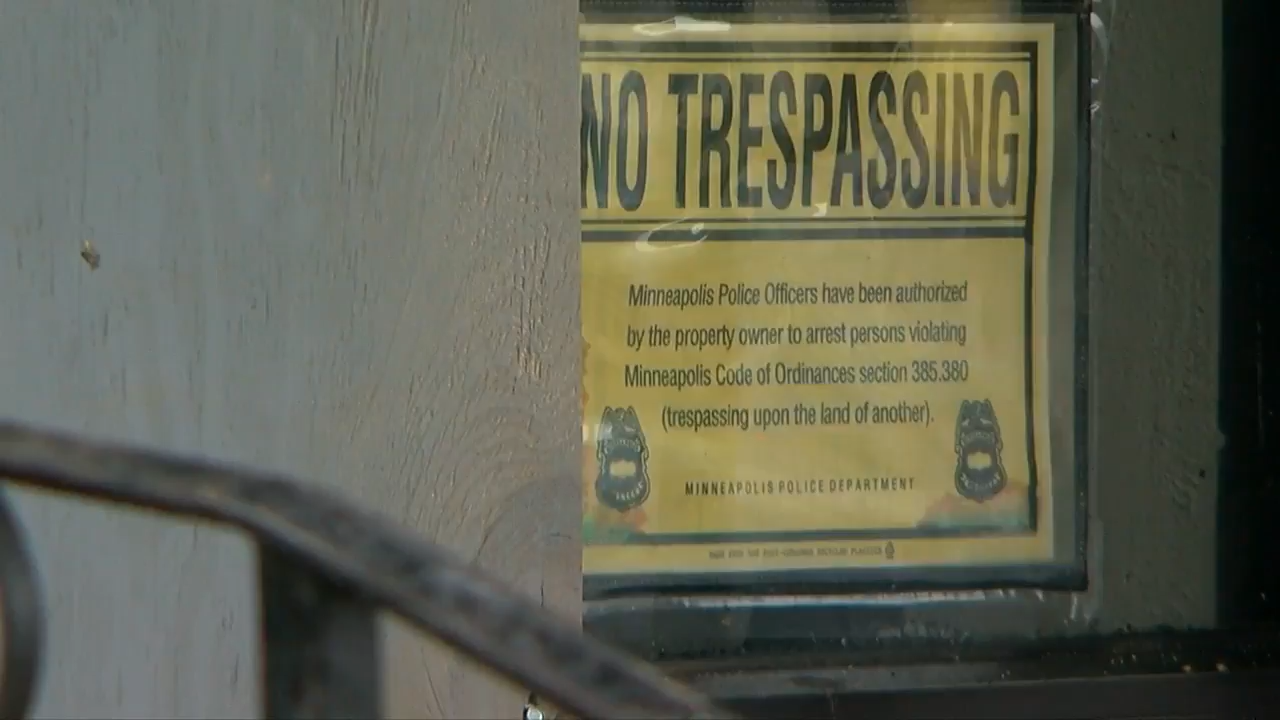 NO TRESPASSING
Minneapolis Police Officers have been authorized
by the property owner to arrest persons violating
Minneapolis Code of Ordinances section 385.380
(trespassing upon the land of another).
MINNEAPOLIS POLICE DEPARTMENT